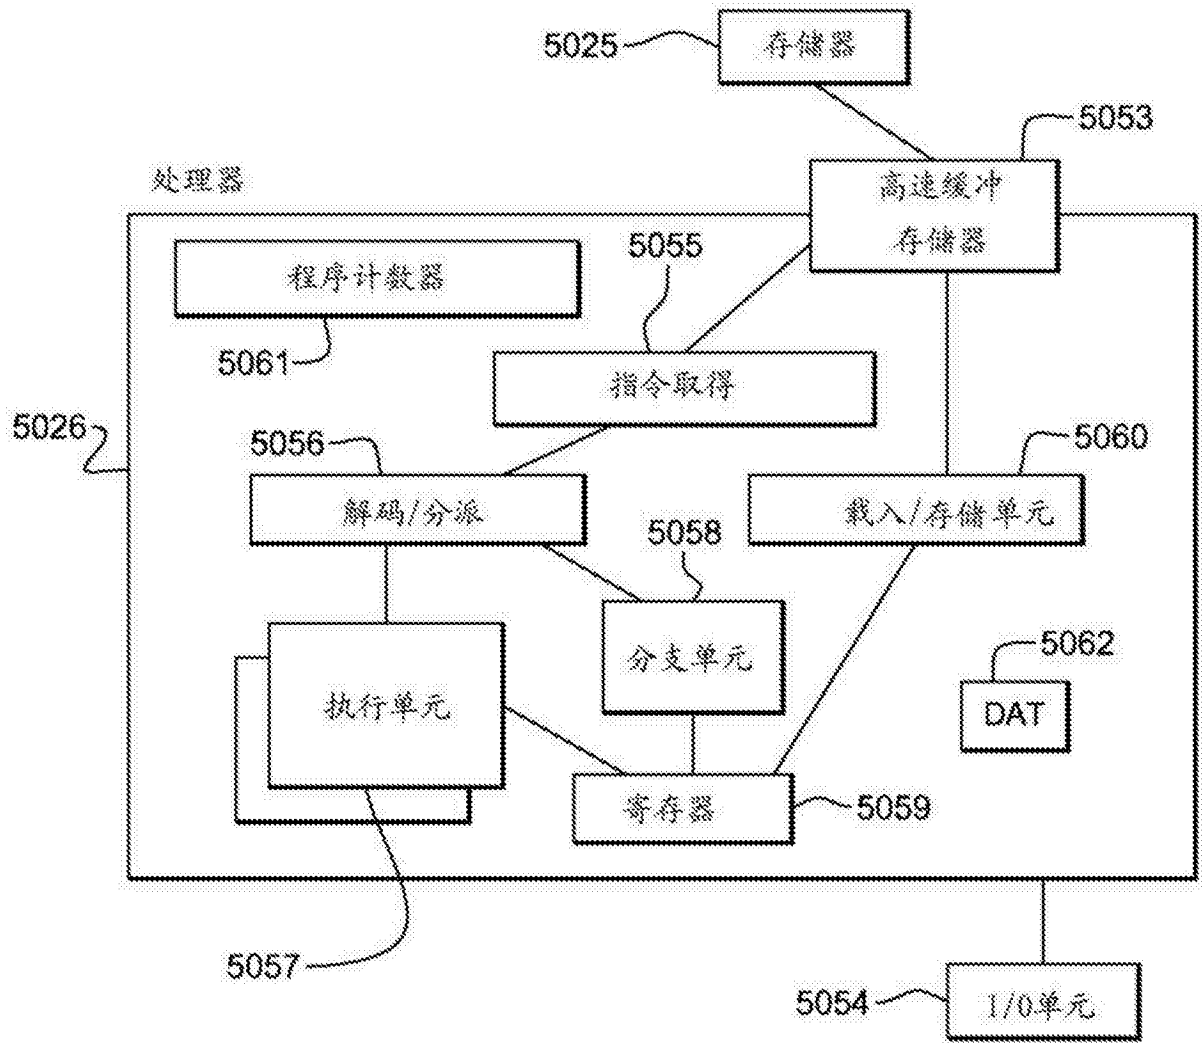 5025
存储器
5053
处理器
高速缓冲
存储器
5055
程序计数器
5061
指令取得
5026
5056
5060
解码/分派
载入/存储单元
5058
分支单元
5062
执行单元
DAT
寄存器
5059
5057
5054
I/O单元